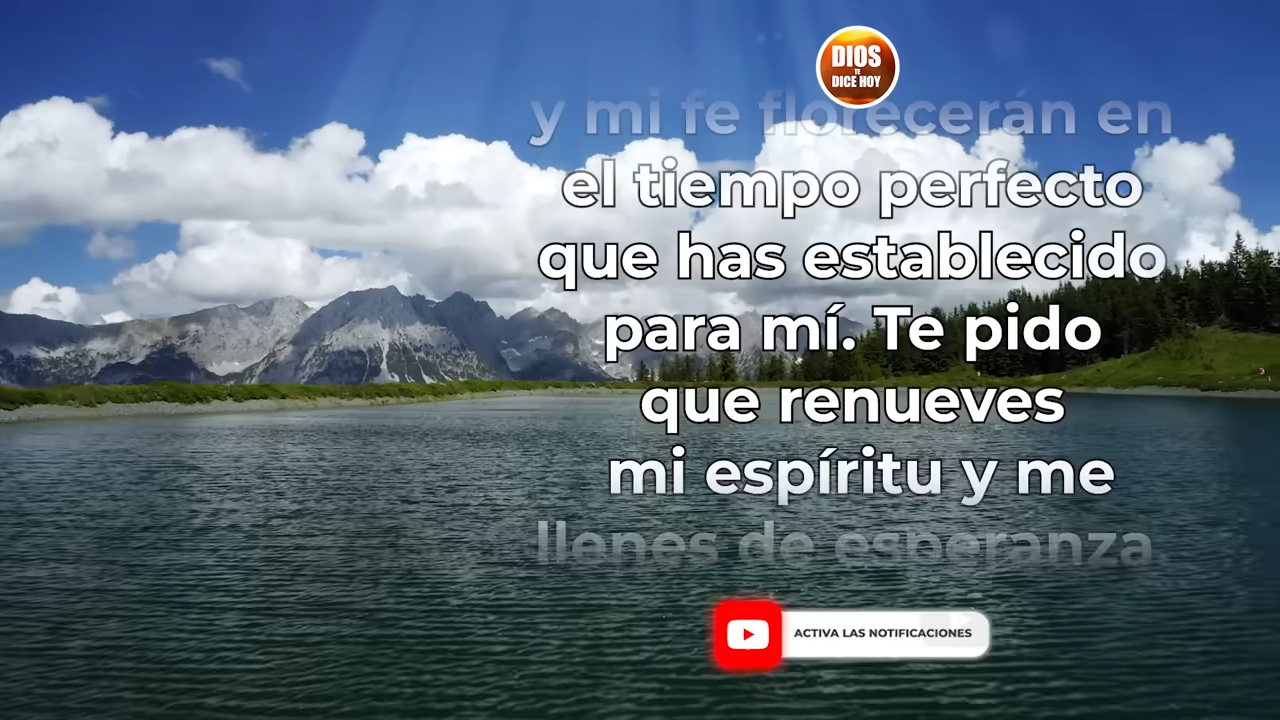 DIOS
TE
DICE HOY
y mi fe florecerán en
el tiempo perfecto
que has establecido
para mí. Te pido
que renueves
mi espíritu y me
llenes de esperanza.
ACTIVA LAS NOTIFICACIONES